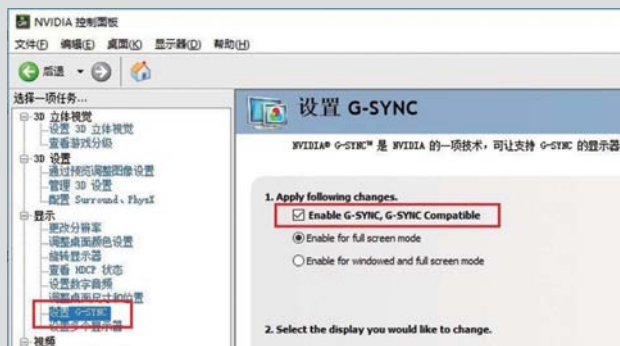 NVIDIA 控制面板
文件(F) 编辑(E) 桌面(K) 显示器(D) 帮助(H)
后退
选择一项任务...
3D 立体视觉
设置 3D 立体视觉
查看游戏分级
3D 设置
通过预览调整图像设置
管理 3D 设置
配置 Surround、PhysX
显示
更改分辨率
调整桌面颜色设置
旋转显示器
查看 HDCP 状态
设置数字音频
调整桌面尺寸和位置
设置 G-SYNC
设置多个显示器
视频
设置 G-SYNC
NVIDIA® G-SYNC™ 是 NVIDIA 的一项技术，可让支持 G-SYNC 的显示器
1. Apply following changes.
Enable G-SYNC, G-SYNC Compatible
Enable for full screen mode
Enable for windowed and full screen mode
2. Select the display you would like to change.